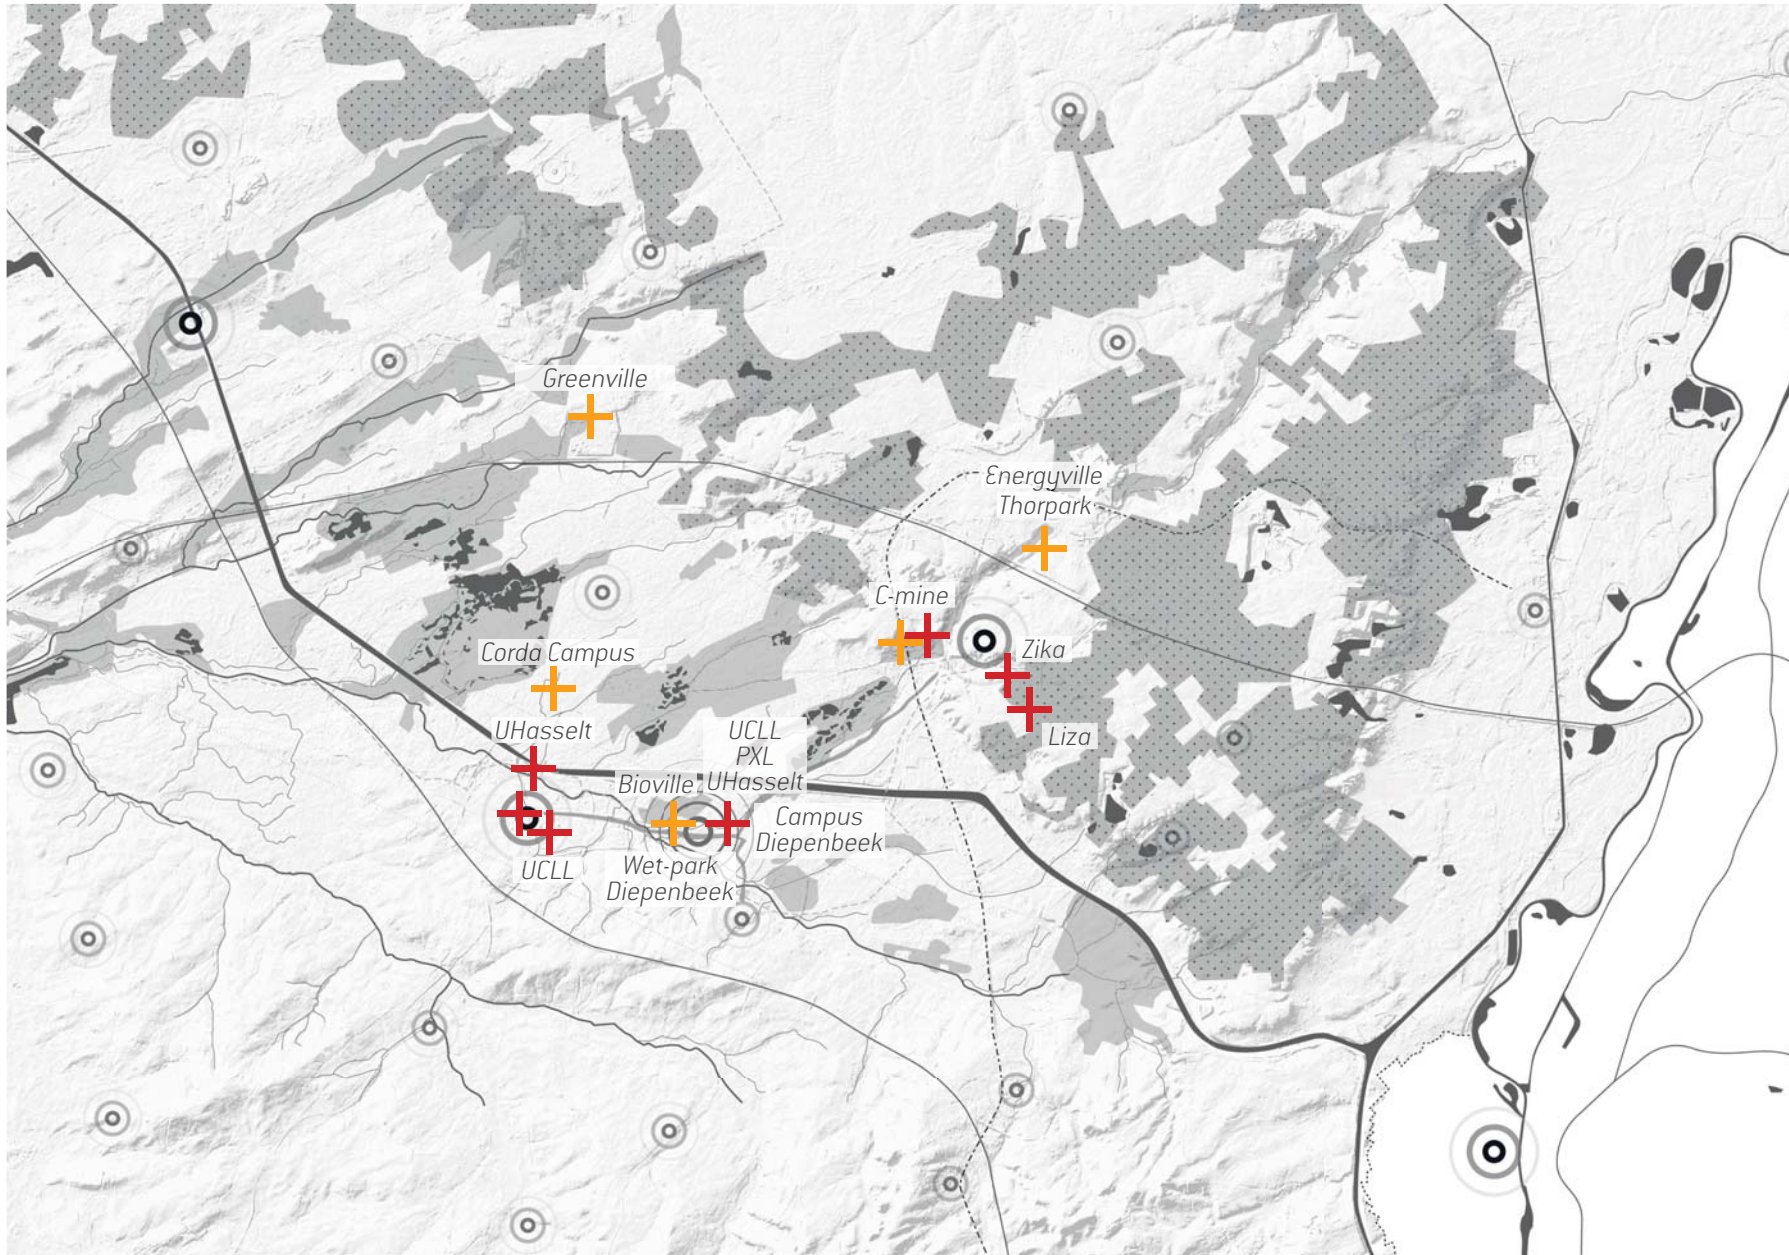 Greenville
Energyville
Thorpark
C-mine
Zika
Corda Campus
Liza
UHasselt
UCLL
PXL
UHasselt
Bioville
Campus
Diepenbeek
UCLL
Wet-park
Diepenbeek